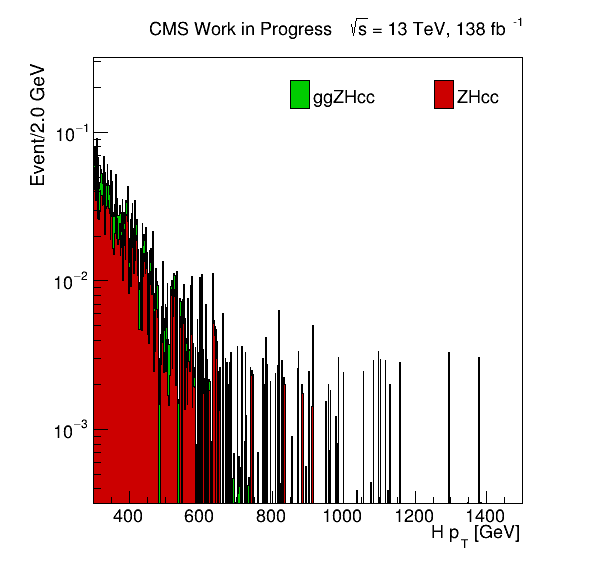 CMS Work in Progress √s = 13 TeV, 138 fb⁻¹
Event/2.0 GeV
ggZHcc ZHcc
10⁻¹
10⁻²
10⁻³
400 600 800 1000 1200 1400
H p_T [GeV]